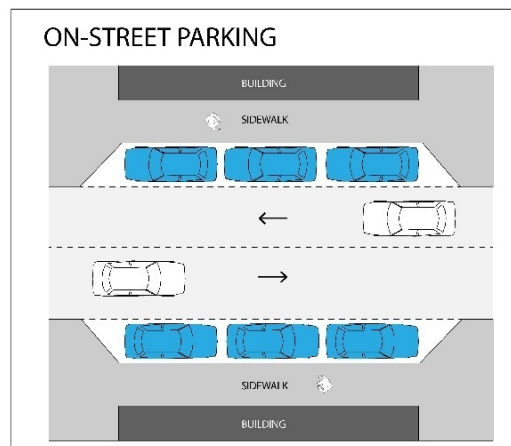 ON-STREET PARKING
BUILDING
SIDEWALK
SIDEWALK
BUILDING